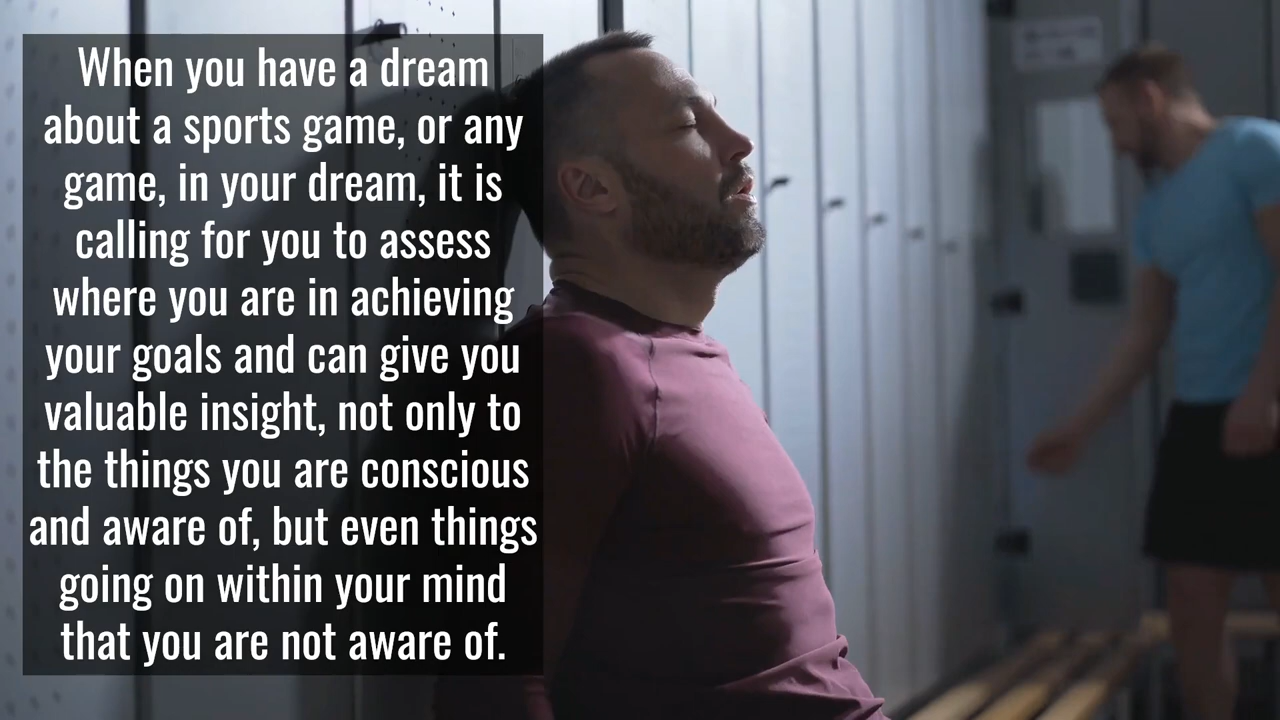 When you have a dream
about a sports game, or any
game, in your dream, it is
calling for you to assess
where you are in achieving
your goals and can give you
valuable insight, not only to
the things you are conscious
and aware of, but even things
going on within your mind
that you are not aware of.